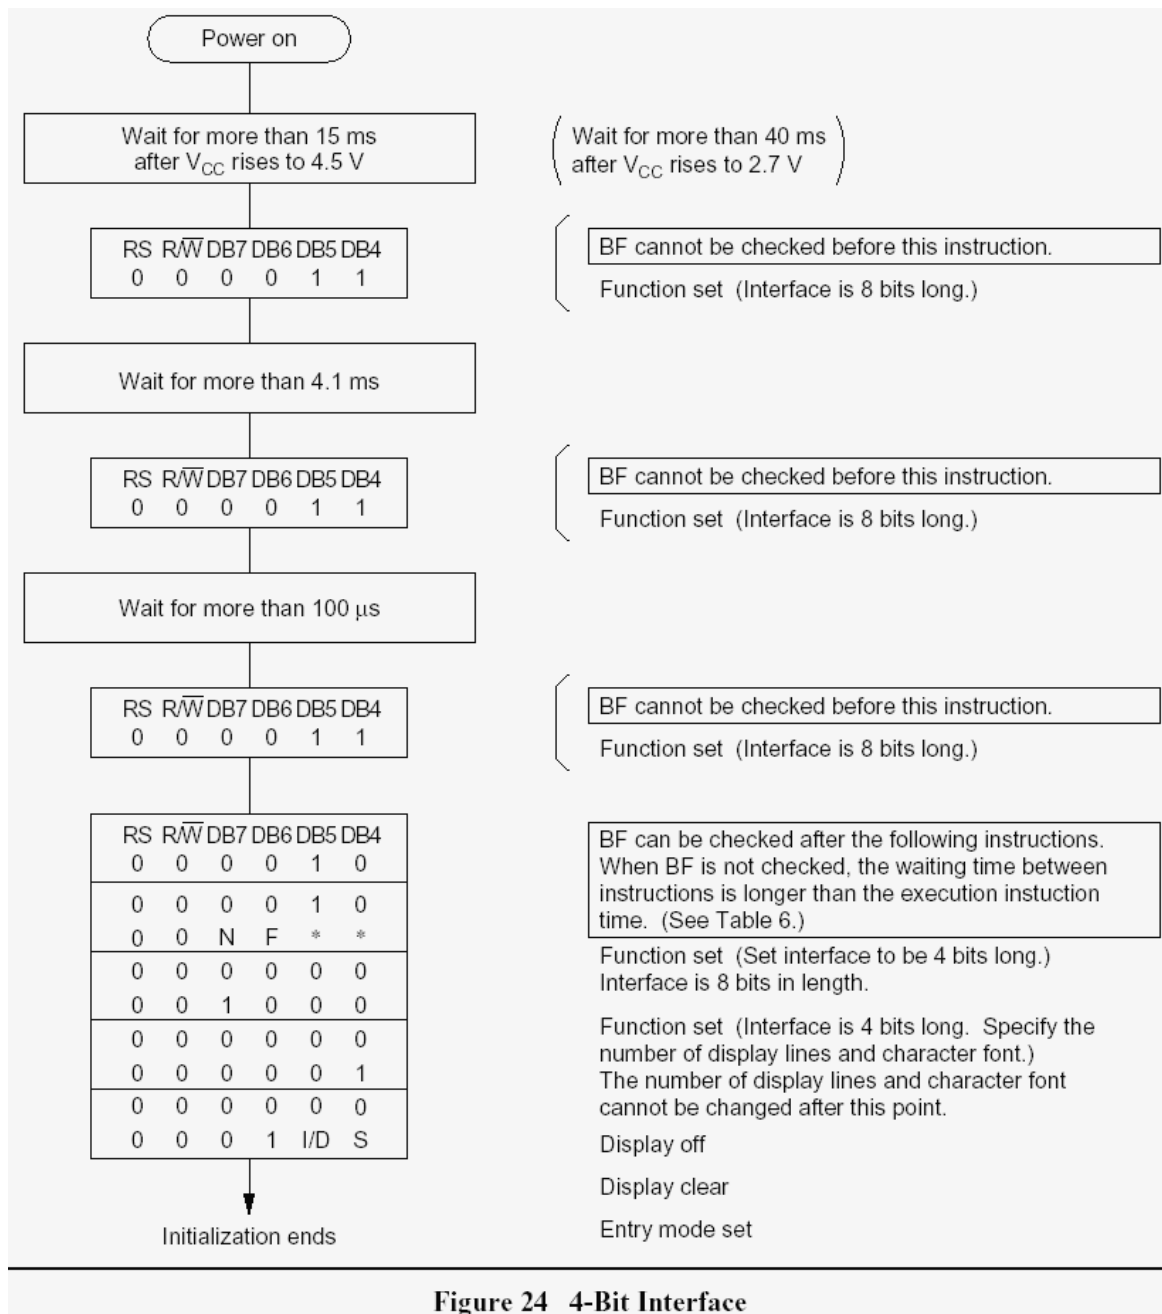 Power on
Wait for more than 15 ms
after VCC rises to 4.5 V
Wait for more than 40 ms
after VCC rises to 2.7 V
RS R/W̅ DB7 DB6 DB5 DB4
0 0 0 0 1 1
BF cannot be checked before this instruction.
Function set (Interface is 8 bits long.)
Wait for more than 4.1 ms
RS R/W̅ DB7 DB6 DB5 DB4
0 0 0 0 1 1
BF cannot be checked before this instruction.
Function set (Interface is 8 bits long.)
Wait for more than 100 μs
RS R/W̅ DB7 DB6 DB5 DB4
0 0 0 0 1 1
BF cannot be checked before this instruction.
Function set (Interface is 8 bits long.)
RS R/W̅ DB7 DB6 DB5 DB4
0 0 0 0 1 0
0 0 0 0 1 0
0 0 N F * *
0 0 0 0 0 0
0 0 1 0 0 0
0 0 0 0 0 0
0 0 0 0 0 1
0 0 0 0 0 0
0 0 0 1 I/D S
BF can be checked after the following instructions.
When BF is not checked, the waiting time between
instructions is longer than the execution instuction
time. (See Table 6.)
Function set (Set interface to be 4 bits long.)
Interface is 8 bits in length.
Function set (Interface is 4 bits long. Specify the
number of display lines and character font.)
The number of display lines and character font
cannot be changed after this point.
Display off
Display clear
Entry mode set
Initialization ends
Figure 24 4-Bit Interface